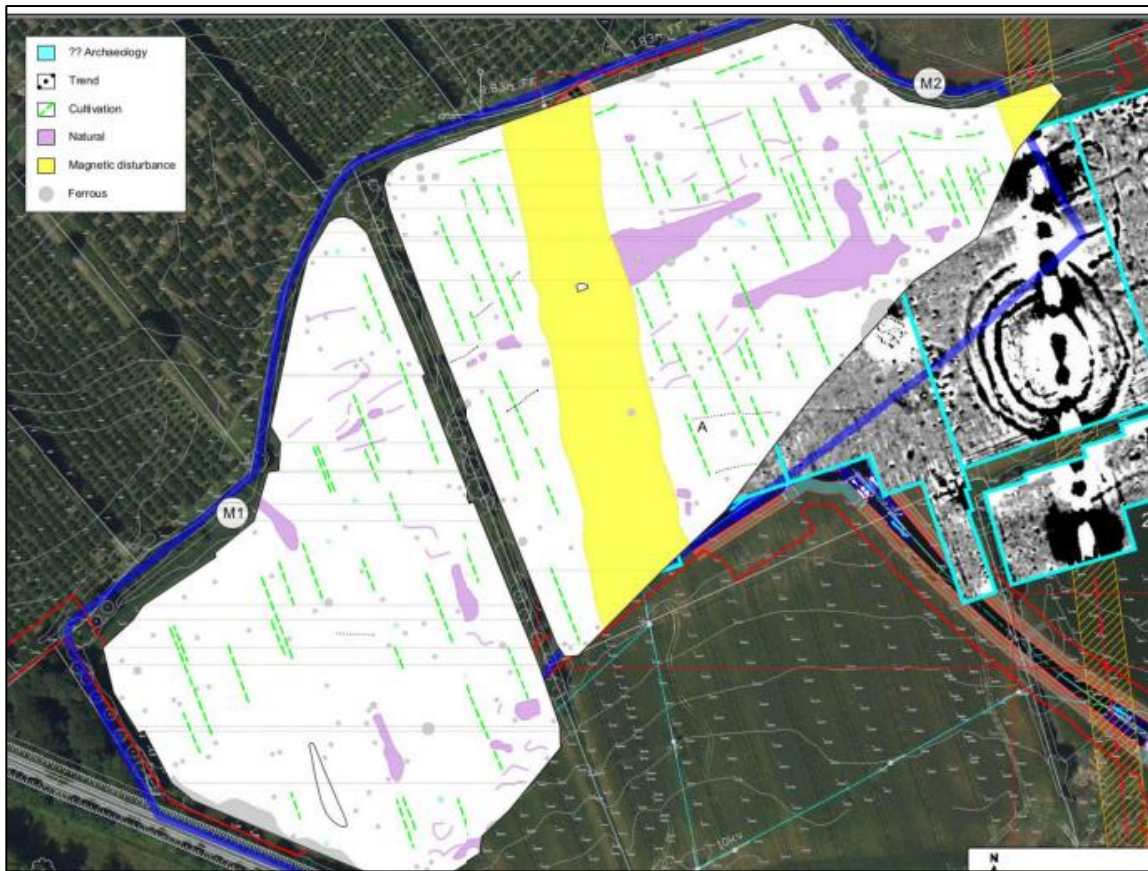 ?? Archaeology
Trend
Cultivation
Natural
Magnetic disturbance
Ferrous
M2
A
M1
10KV
N